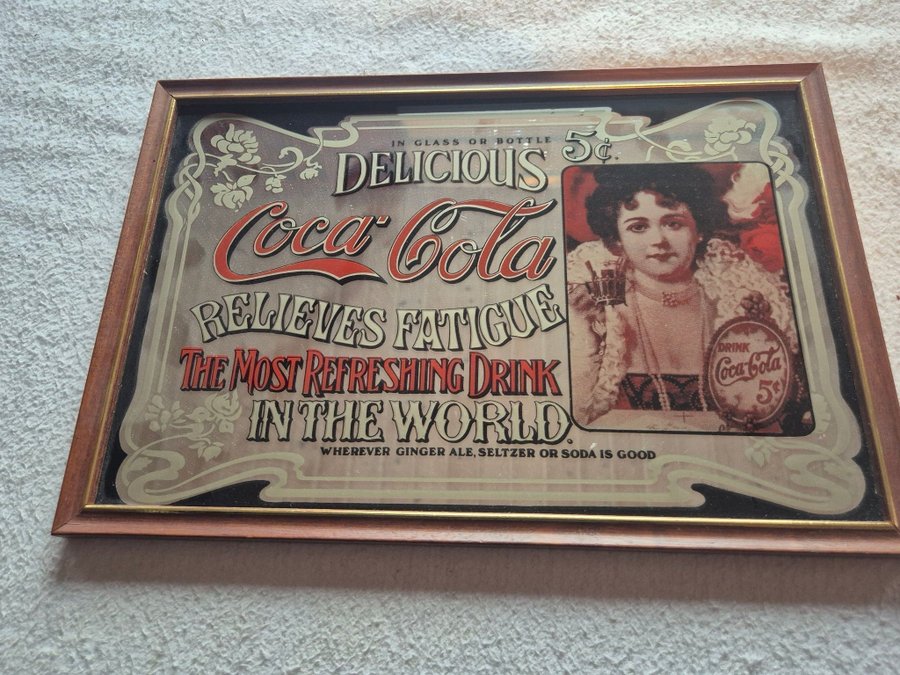 IN GLASS OR BOTTLE
5¢.
DELICIOUS
Coca-Cola
RELIEVES FATIGUE
THE MOST REFRESHING DRINK
IN THE WORLD.
WHEREVER GINGER ALE, SELTZER OR SODA IS GOOD
DRINK
Coca-Cola
5¢